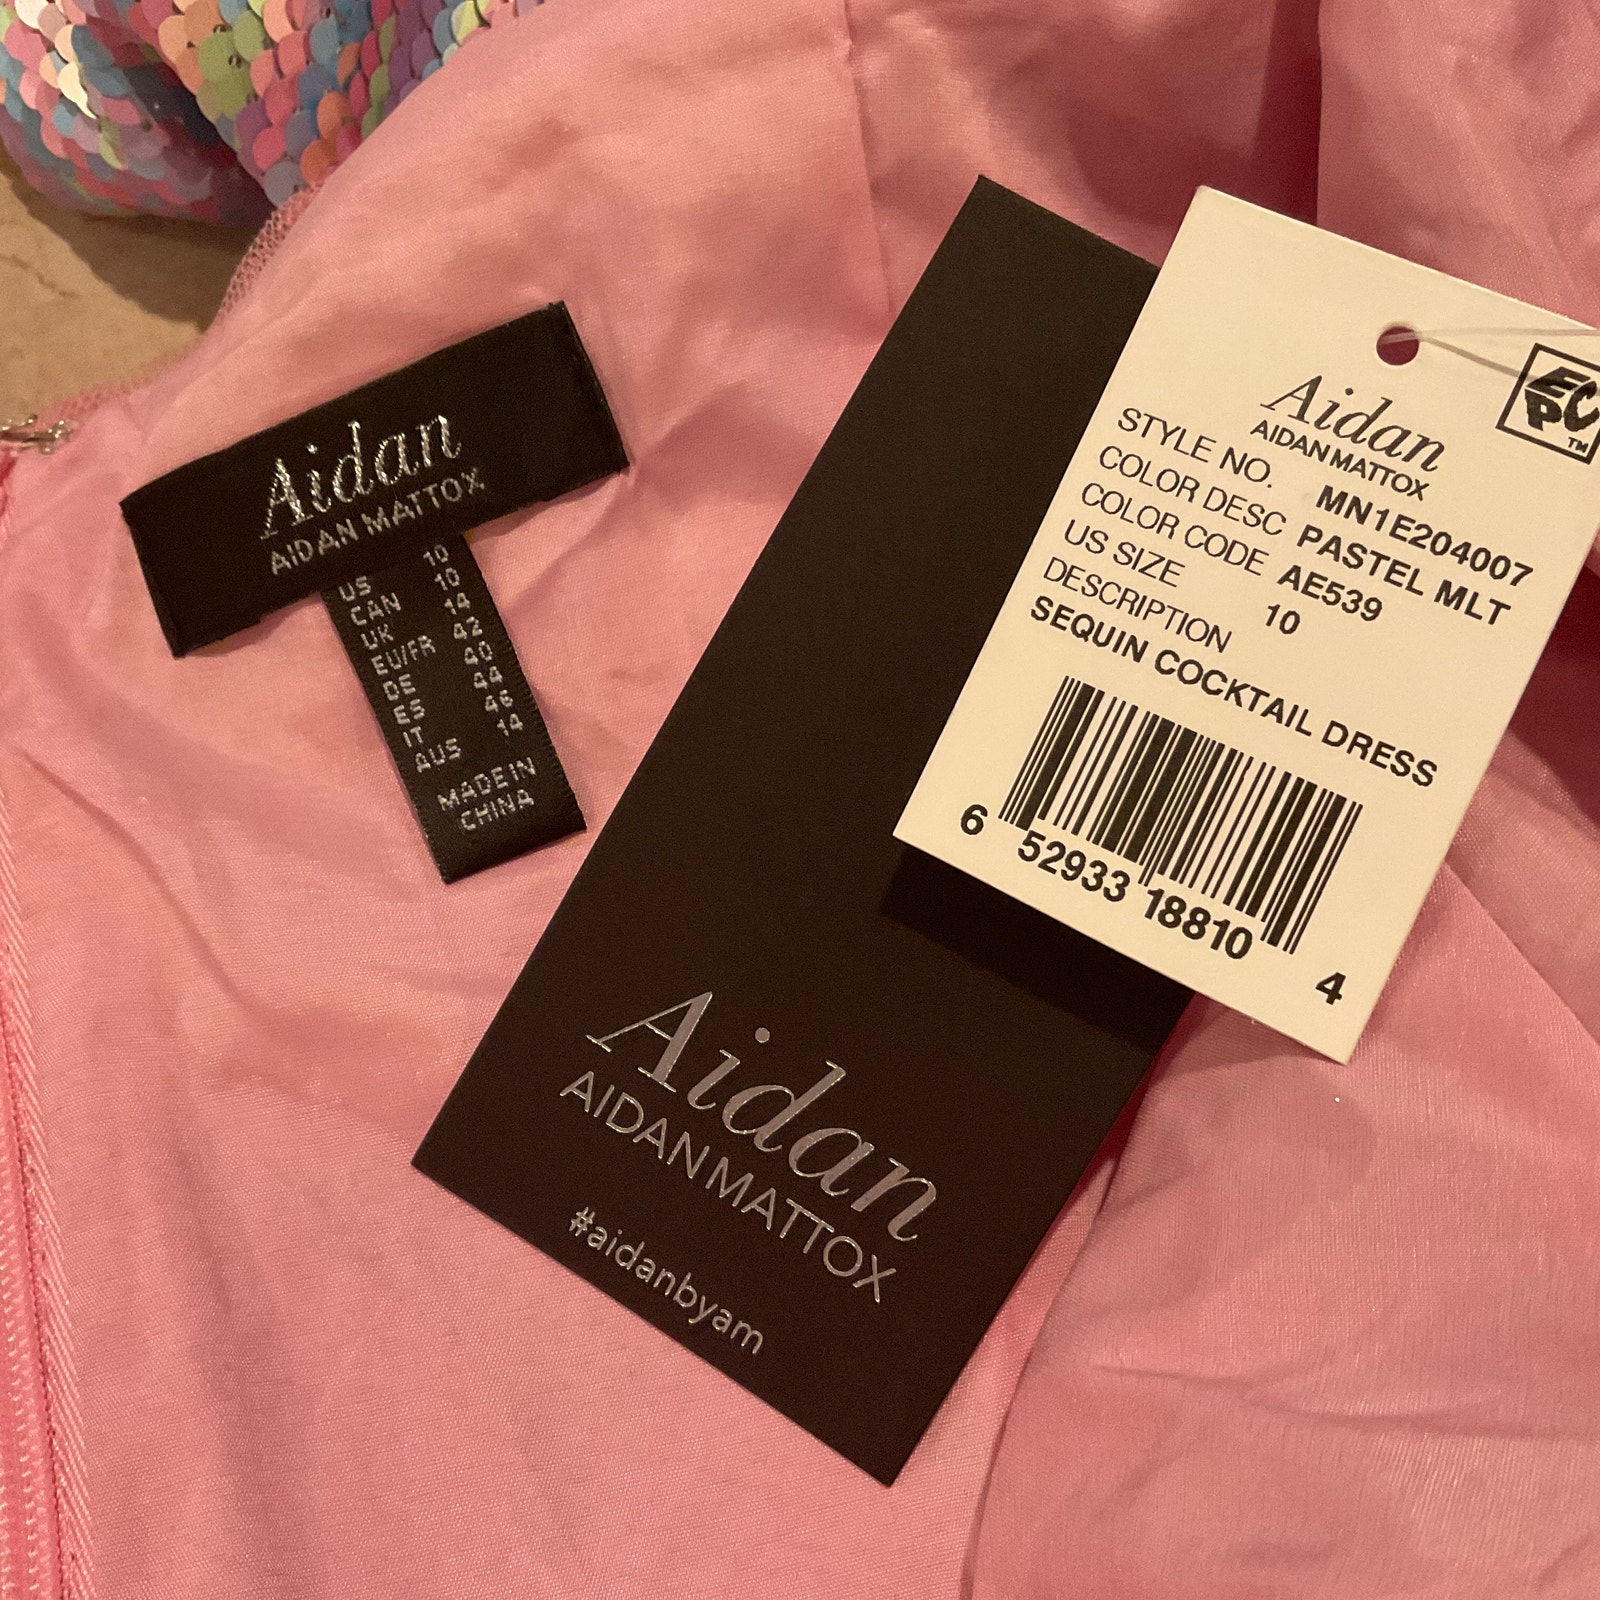 Aidan
AIDAN MATTOX
US 10
CAN 10
UK 14
EU/FR 42
DE 40
ES 44
IT 46
AUS 14
MADE IN
CHINA
Aidan
AIDAN MATTOX
EPC
TM
STYLE NO. MN1E204007
COLOR DESC PASTEL MLT
COLOR CODE AE539
US SIZE 10
DESCRIPTION
SEQUIN COCKTAIL DRESS
6 52933 18810 4
Aidan
AIDAN MATTOX
#aidanbyam